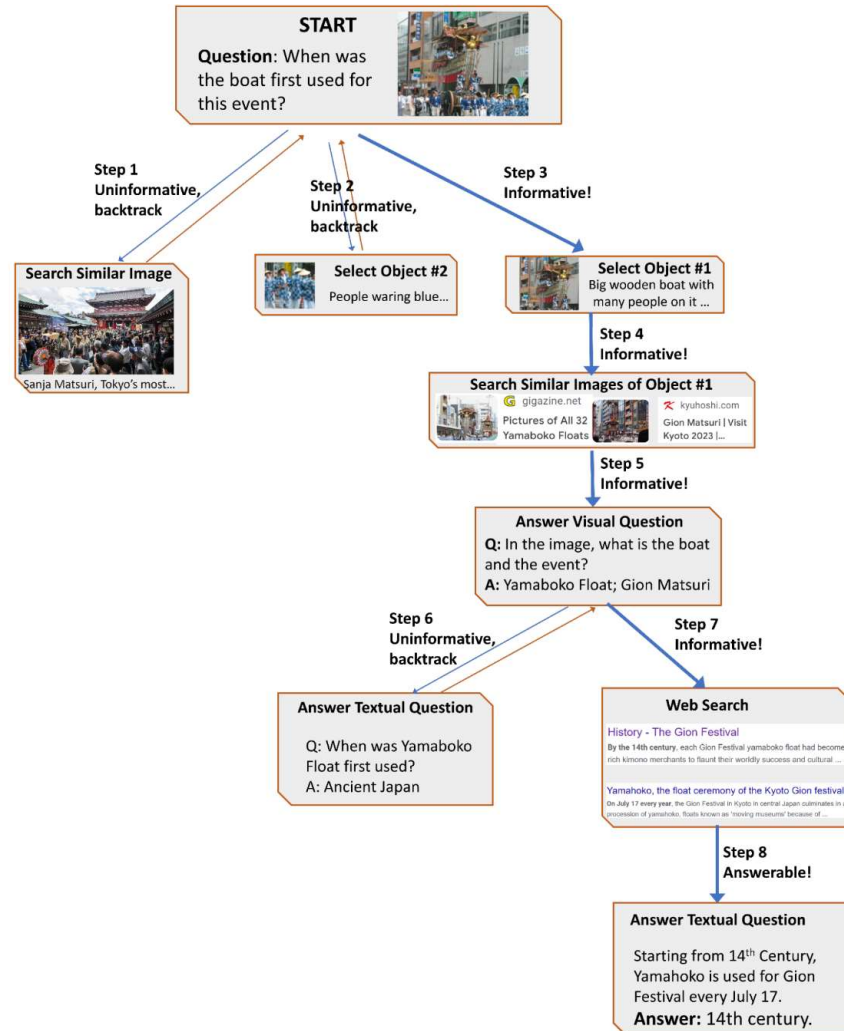 START
Question: When was
the boat first used for
this event?
Step 1
Uninformative,
backtrack
Step 2
Uninformative,
backtrack
Step 3
Informative!
Search Similar Image
Sanja Matsuri, Tokyo's most...
Select Object #2
People waring blue...
Select Object #1
Big wooden boat with
many people on it ...
Step 4
Informative!
Search Similar Images of Object #1
gigazine.net
Pictures of All 32
Yamaboko Floats
kyuhoshi.com
Gion Matsuri | Visit
Kyoto 2023 |...
Step 5
Informative!
Answer Visual Question
Q: In the image, what is the boat
and the event?
A: Yamaboko Float; Gion Matsuri
Step 6
Uninformative,
backtrack
Step 7
Informative!
Answer Textual Question
Q: When was Yamaboko
Float first used?
A: Ancient Japan
Web Search
History - The Gion Festival
By the 14th century, each Gion Festival yamaboko float had become
rich kimono merchants to flaunt their worldly success and cultural ...
Yamahoko, the float ceremony of the Kyoto Gion festival
On July 17 every year, the Gion Festival in Kyoto in central Japan culminates in a
procession of yamahoko, floats known as 'moving museums' because of ...
Step 8
Answerable!
Answer Textual Question
Starting from 14th Century,
Yamahoko is used for Gion
Festival every July 17.
Answer: 14th century.